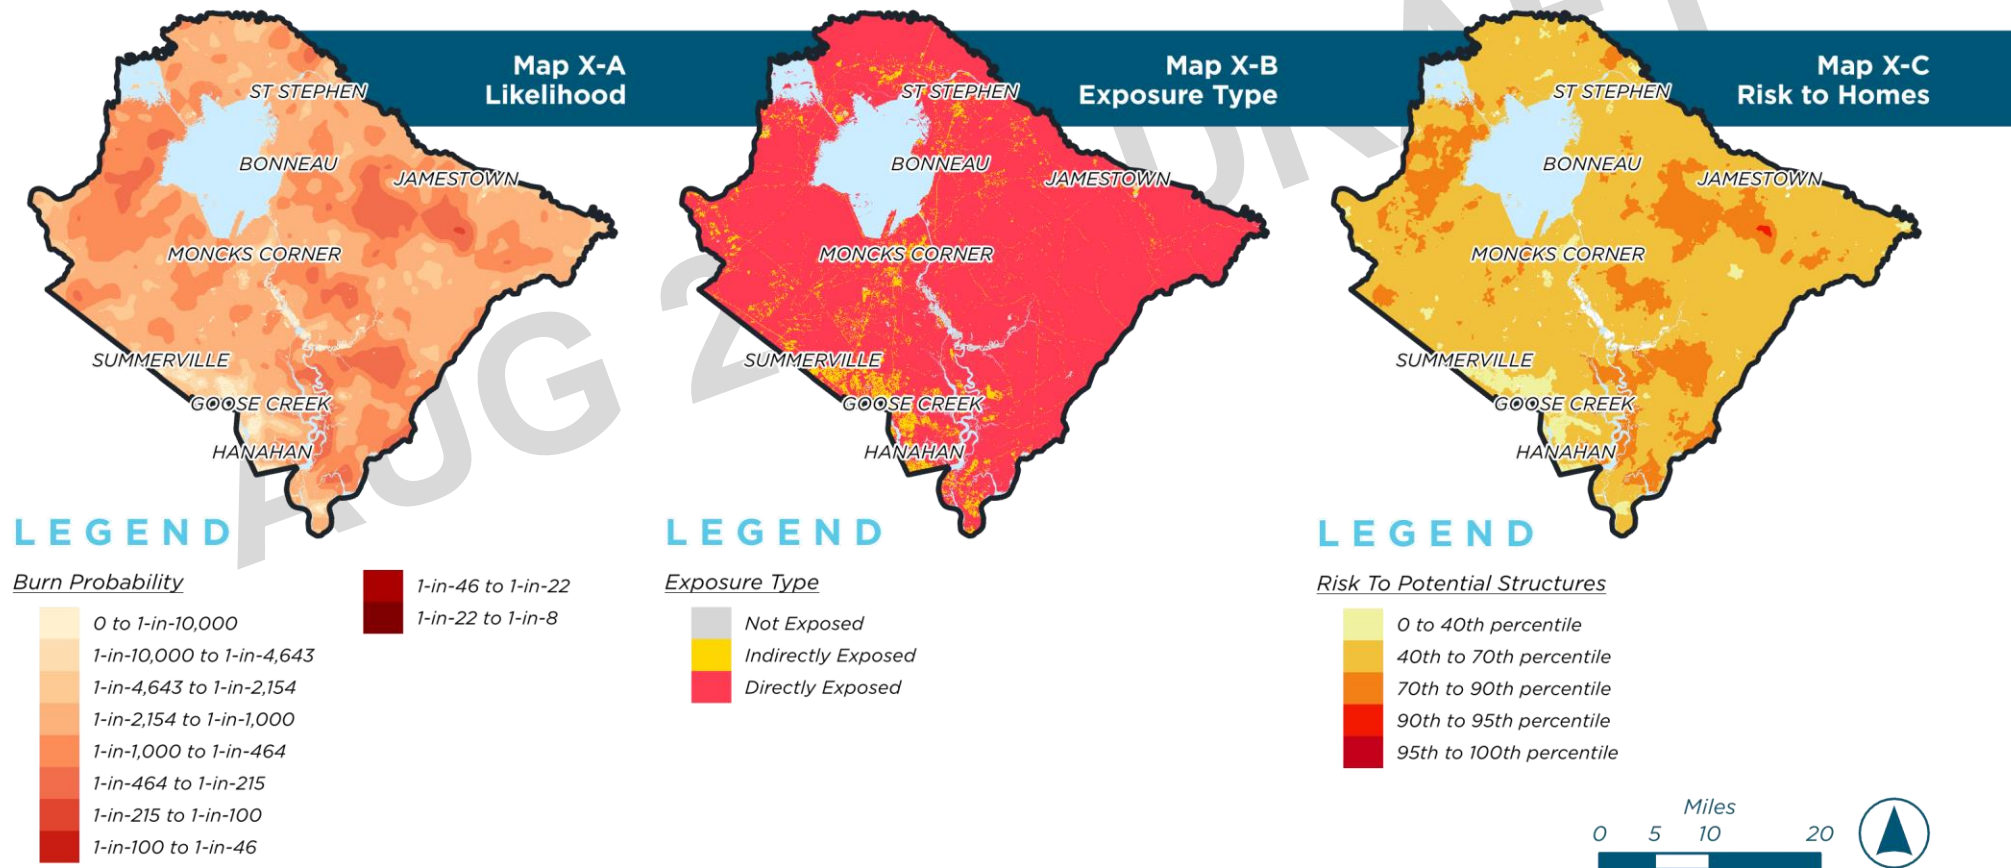 Map X-A
Likelihood
ST STEPHEN
BONNEAU
JAMESTOWN
MONCKS CORNER
SUMMERVILLE
GOOSE CREEK
HANAHAN
LEGEND
Burn Probability
0 to 1-in-10,000
1-in-10,000 to 1-in-4,643
1-in-4,643 to 1-in-2,154
1-in-2,154 to 1-in-1,000
1-in-1,000 to 1-in-464
1-in-464 to 1-in-215
1-in-215 to 1-in-100
1-in-100 to 1-in-46
1-in-46 to 1-in-22
1-in-22 to 1-in-8
Map X-B
Exposure Type
ST STEPHEN
BONNEAU
JAMESTOWN
MONCKS CORNER
SUMMERVILLE
GOOSE CREEK
HANAHAN
LEGEND
Exposure Type
Not Exposed
Indirectly Exposed
Directly Exposed
Map X-C
Risk to Homes
ST STEPHEN
BONNEAU
JAMESTOWN
MONCKS CORNER
SUMMERVILLE
GOOSE CREEK
HANAHAN
LEGEND
Risk To Potential Structures
0 to 40th percentile
40th to 70th percentile
70th to 90th percentile
90th to 95th percentile
95th to 100th percentile
Miles
0 5 10 20
AUG 2